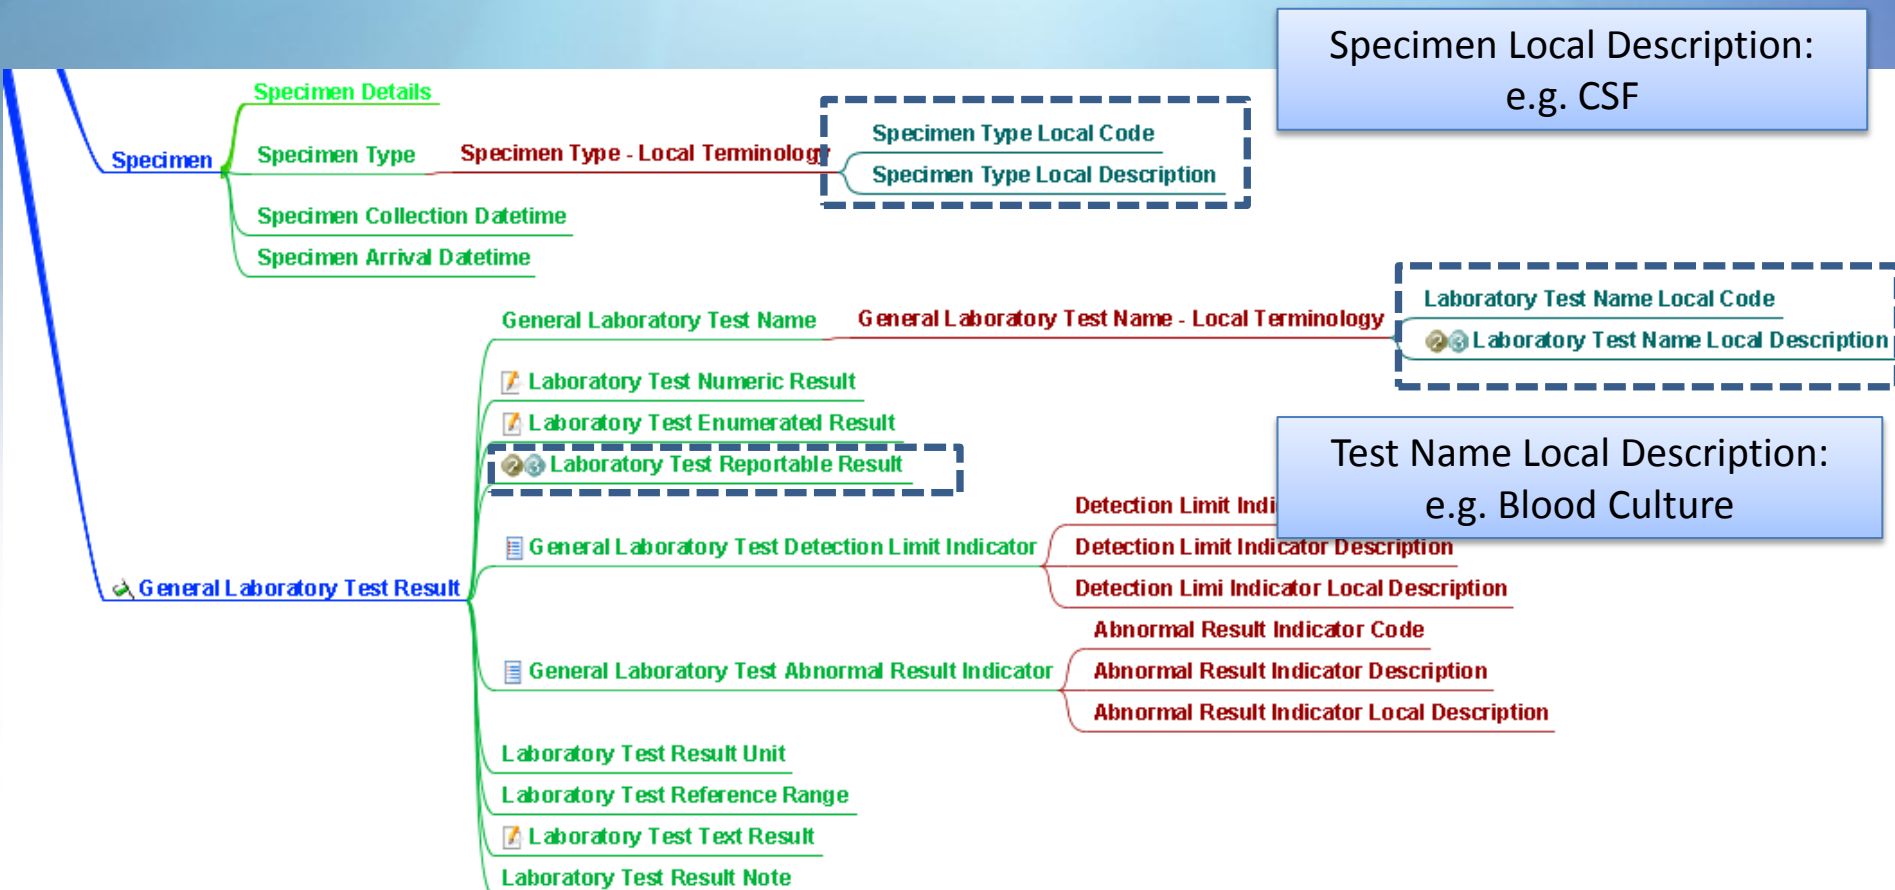 Specimen Local Description:
e.g. CSF
Specimen Details
Specimen
Specimen Type
Specimen Type - Local Terminology
Specimen Type Local Code
Specimen Type Local Description
Specimen Collection Datetime
Specimen Arrival Datetime
General Laboratory Test Result
General Laboratory Test Name
General Laboratory Test Name - Local Terminology
Laboratory Test Name Local Code
Laboratory Test Name Local Description
Laboratory Test Numeric Result
Laboratory Test Enumerated Result
Laboratory Test Reportable Result
Test Name Local Description:
e.g. Blood Culture
General Laboratory Test Detection Limit Indicator
Detection Limit
Detection Limit Indicator Description
Detection Limi Indicator Local Description
General Laboratory Test Abnormal Result Indicator
Abnormal Result Indicator Code
Abnormal Result Indicator Description
Abnormal Result Indicator Local Description
Laboratory Test Result Unit
Laboratory Test Reference Range
Laboratory Test Text Result
Laboratory Test Result Note